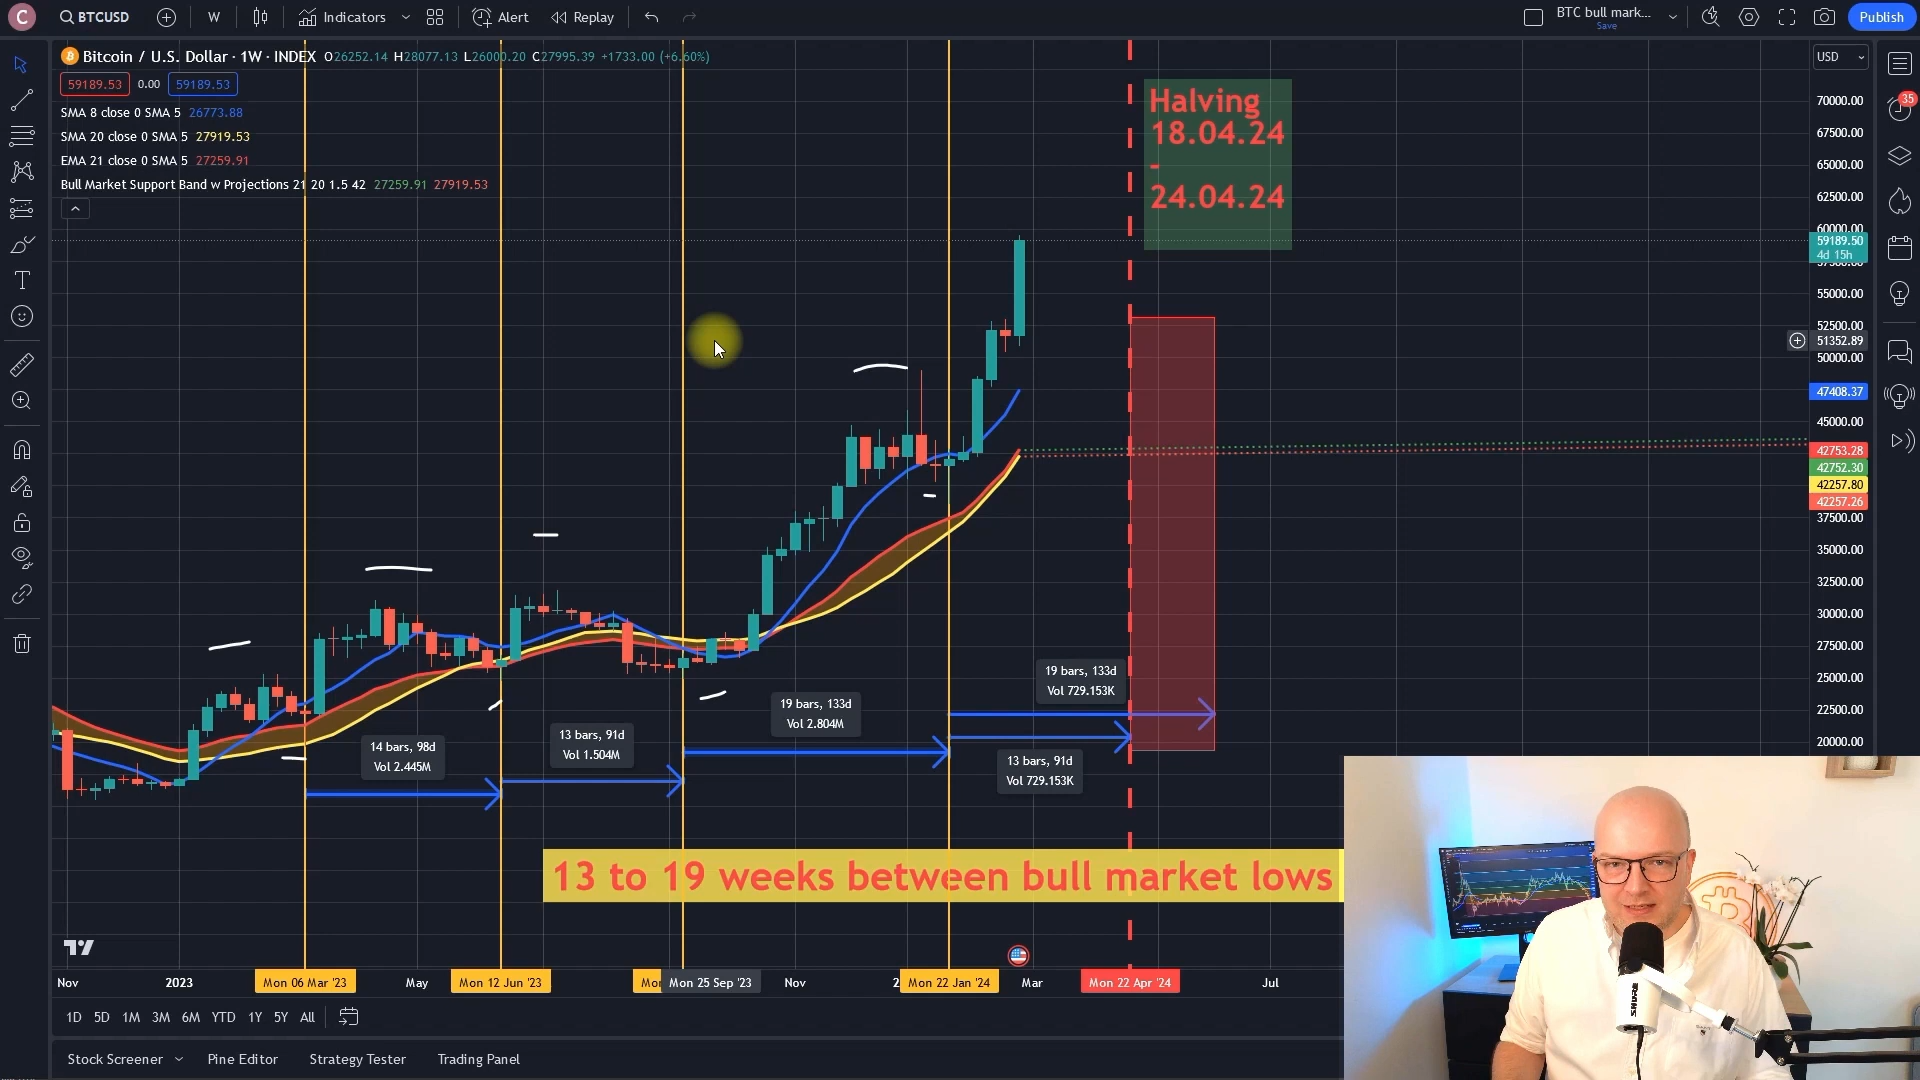 C
BTCUSD
W
Indicators
Alert
Replay
BTC bull mark...
Save
Publish
Bitcoin / U.S. Dollar · 1W · INDEX O26252.14 H28077.13 L26000.20 C27995.39 +1733.00 (+6.60%)
59189.53 0.00 59189.53
SMA 8 close 0 SMA 5 26773.88
SMA 20 close 0 SMA 5 27919.53
EMA 21 close 0 SMA 5 27259.91
Bull Market Support Band w Projections 21 20 1.5 42 27259.91 27919.53
Halving
18.04.24
-
24.04.24
USD
35
70000.00
67500.00
65000.00
62500.00
60000.00
59189.50
4d 15h
55000.00
52500.00
51352.89
50000.00
47408.37
45000.00
42753.28
42752.30
42257.80
42257.26
37500.00
35000.00
32500.00
30000.00
27500.00
25000.00
22500.00
20000.00
14 bars, 98d
Vol 2.445M
13 bars, 91d
Vol 1.504M
19 bars, 133d
Vol 2.804M
19 bars, 133d
Vol 729.153K
13 bars, 91d
Vol 729.153K
13 to 19 weeks between bull market lows
Nov
2023
Mon 06 Mar '23
May
Mon 12 Jun '23
Mon 25 Sep '23
Nov
Mon 22 Jan '24
Mar
Mon 22 Apr '24
Jul
1D 5D 1M 3M 6M YTD 1Y 5Y All
Stock Screener
Pine Editor
Strategy Tester
Trading Panel
SHURE